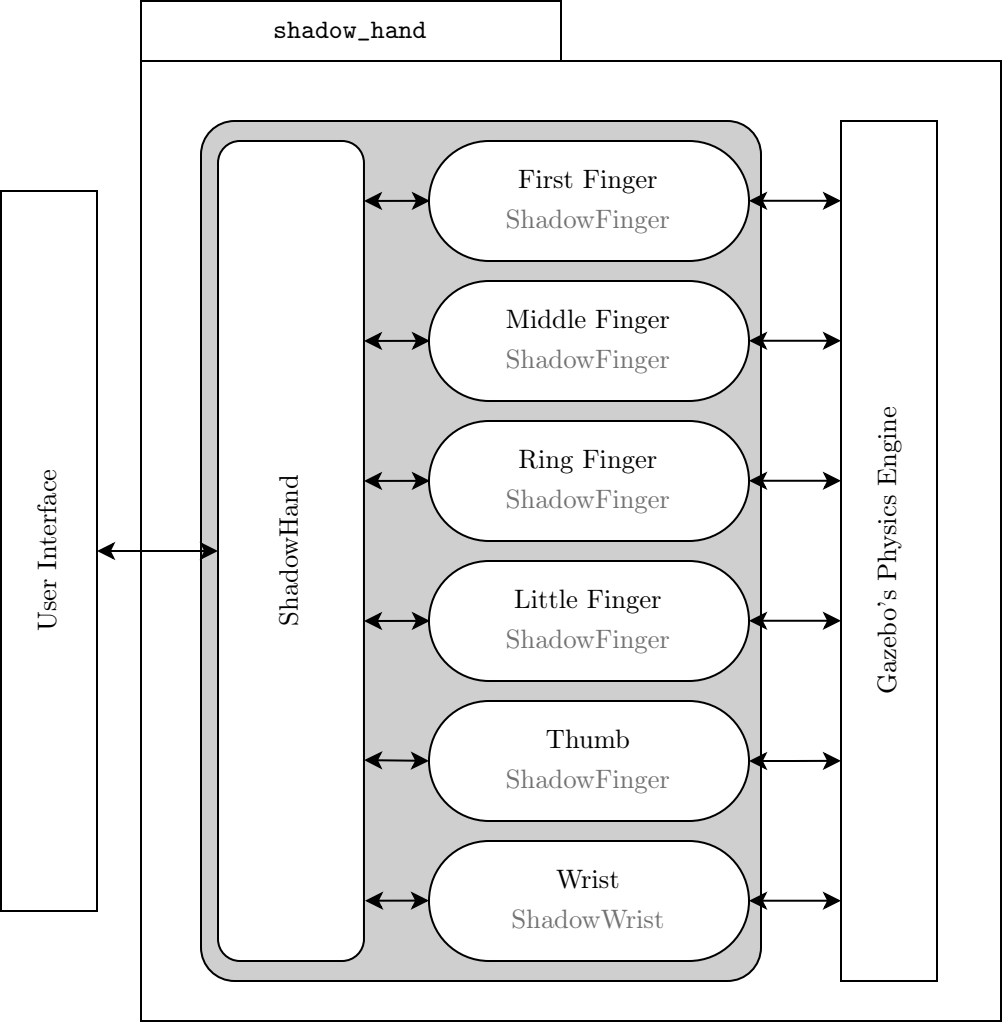 shadow_hand
User Interface
ShadowHand
First Finger
ShadowFinger
Middle Finger
ShadowFinger
Ring Finger
ShadowFinger
Little Finger
ShadowFinger
Thumb
ShadowFinger
Wrist
ShadowWrist
Gazebo's Physics Engine